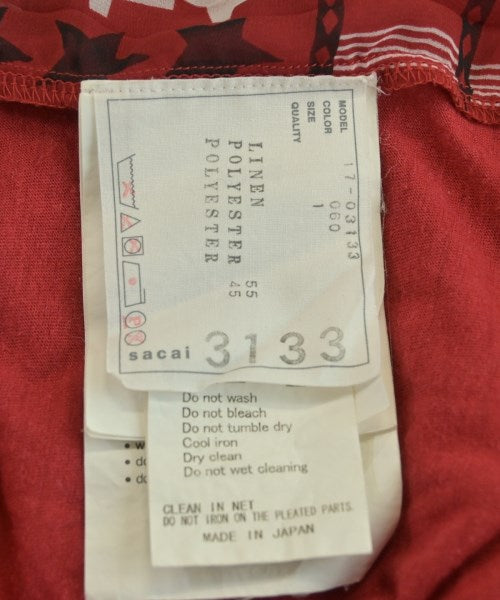 MODEL 17-03133
COLOR 060
SIZE 1
QUALITY
LINEN 55
POLYESTER 45
POLYESTER
sacai 3133
Do not wash
Do not bleach
Do not tumble dry
Cool iron
Dry clean
Do not wet cleaning
CLEAN IN NET
DO NOT IRON ON THE PLEATED PARTS.
MADE IN JAPAN